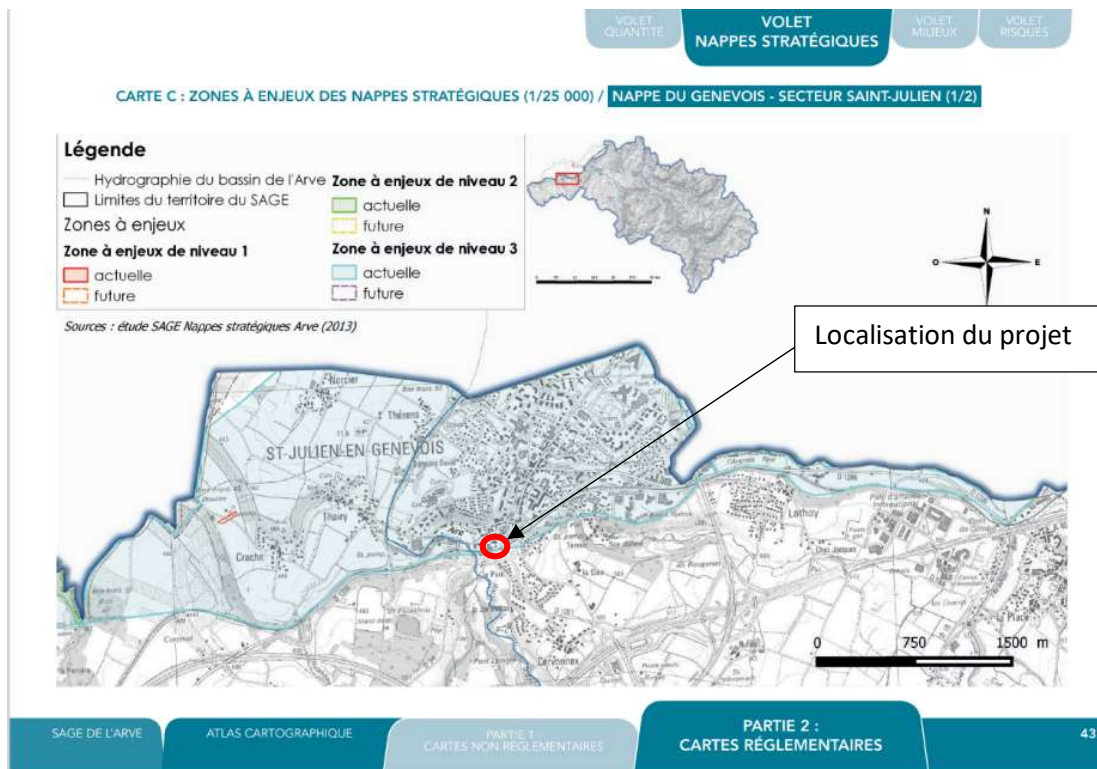 VOLET
QUANTITÉ
VOLET
NAPPES STRATÉGIQUES
VOLET
MILIEUX
VOLET
RISQUES
CARTE C : ZONES À ENJEUX DES NAPPES STRATÉGIQUES (1/25 000) / NAPPE DU GENEVOIS - SECTEUR SAINT-JULIEN (1/2)
Légende
Hydrographie du bassin de l'Arve
Limites du territoire du SAGE
Zones à enjeux
Zone à enjeux de niveau 1
actuelle
future
Zone à enjeux de niveau 2
actuelle
future
Zone à enjeux de niveau 3
actuelle
future
Sources : étude SAGE Nappes stratégiques Arve (2013)
N
O
E
Localisation du projet
Norcier
Thérens
ST-JULIEN-EN-GENEVOIS
Thairy
Crache
Aire
Lathoy
Cervonnex
la Place
0 750 1500 m
SAGE DE L'ARVE
ATLAS CARTOGRAPHIQUE
PARTIE 1
CARTES NON RÉGLEMENTAIRES
PARTIE 2 :
CARTES RÉGLEMENTAIRES
43